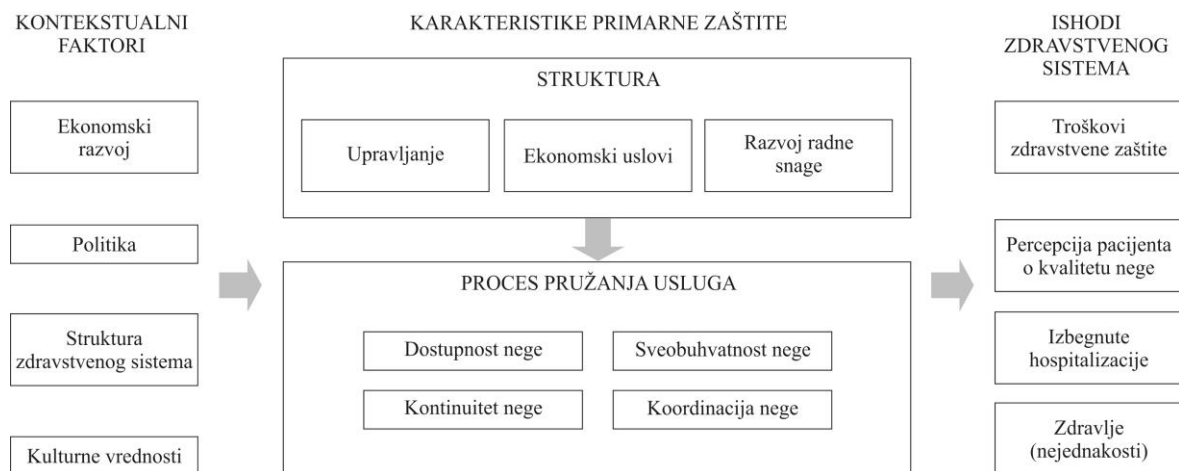 KONTEKSTUALNI
FAKTORI
Ekonomski
razvoj
Politika
Struktura
zdravstvenog sistema
Kulturne vrednosti
KARAKTERISTIKE PRIMARNE ZAŠTITE
STRUKTURA
Upravljanje
Ekonomski uslovi
Razvoj radne
snage
PROCES PRUŽANJA USLUGA
Dostupnost nege
Sveobuhvatnost nege
Kontinuitet nege
Koordinacija nege
ISHODI
ZDRAVSTVENOG
SISTEMA
Troškovi
zdravstvene zaštite
Percepcija pacijenta
o kvalitetu nege
Izbegnute
hospitalizacije
Zdravlje
(nejednakosti)